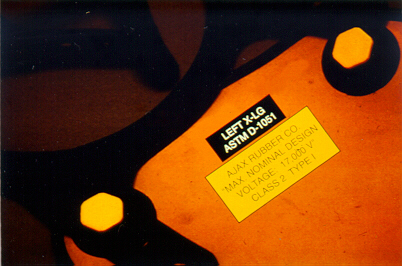 LEFT X-LG
ASTM D-1051
AJAX RUBBER CO
"MAX NOMINAL DESIGN
VOLTAGE 17,000 V"
CLASS 2 TYPE I